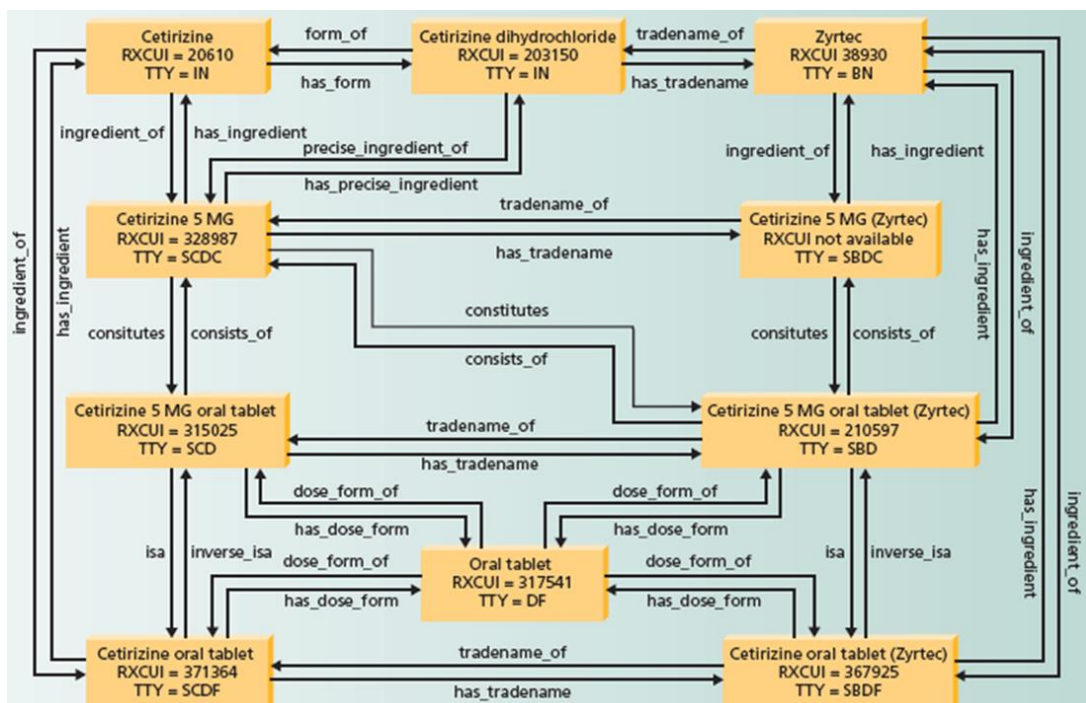 Cetirizine
RXCUI = 20610
TTY = IN
form_of
has_form
Cetirizine dihydrochloride
RXCUI = 203150
TTY = IN
tradename_of
has_tradename
Zyrtec
RXCUI 38930
TTY = BN
ingredient_of
has_ingredient
precise_ingredient_of
has_precise_ingredient
ingredient_of
has_ingredient
Cetirizine 5 MG
RXCUI = 328987
TTY = SCDC
tradename_of
has_tradename
Cetirizine 5 MG (Zyrtec)
RXCUI not available
TTY = SBDC
ingredient_of
has_ingredient
has_ingredient
ingredient_of
consitutes
consists_of
constitutes
consists_of
consitutes
consists_of
Cetirizine 5 MG oral tablet
RXCUI = 315025
TTY = SCD
tradename_of
has_tradename
Cetirizine 5 MG oral tablet (Zyrtec)
RXCUI = 210597
TTY = SBD
dose_form_of
has_dose_form
dose_form_of
has_dose_form
isa
inverse_isa
dose_form_of
has_dose_form
Oral tablet
RXCUI = 317541
TTY = DF
dose_form_of
has_dose_form
isa
inverse_isa
has_ingredient
ingredient_of
Cetirizine oral tablet
RXCUI = 371364
TTY = SCDF
tradename_of
has_tradename
Cetirizine oral tablet (Zyrtec)
RXCUI = 367925
TTY = SBDF